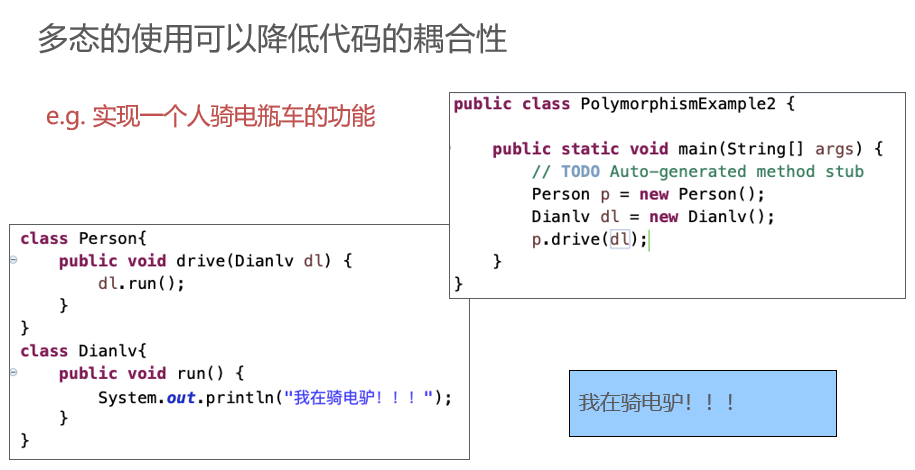 多态的使用可以降低代码的耦合性
e.g. 实现一个人骑电瓶车的功能
class Person{
    public void drive(Dianlv dl) {
        dl.run();
    }
}
class Dianlv{
    public void run() {
        System.out.println("我在骑电驴！！！");
    }
}
public class PolymorphismExample2 {
    public static void main(String[] args) {
        // TODO Auto-generated method stub
        Person p = new Person();
        Dianlv dl = new Dianlv();
        p.drive(dl);
    }
}
我在骑电驴！！！